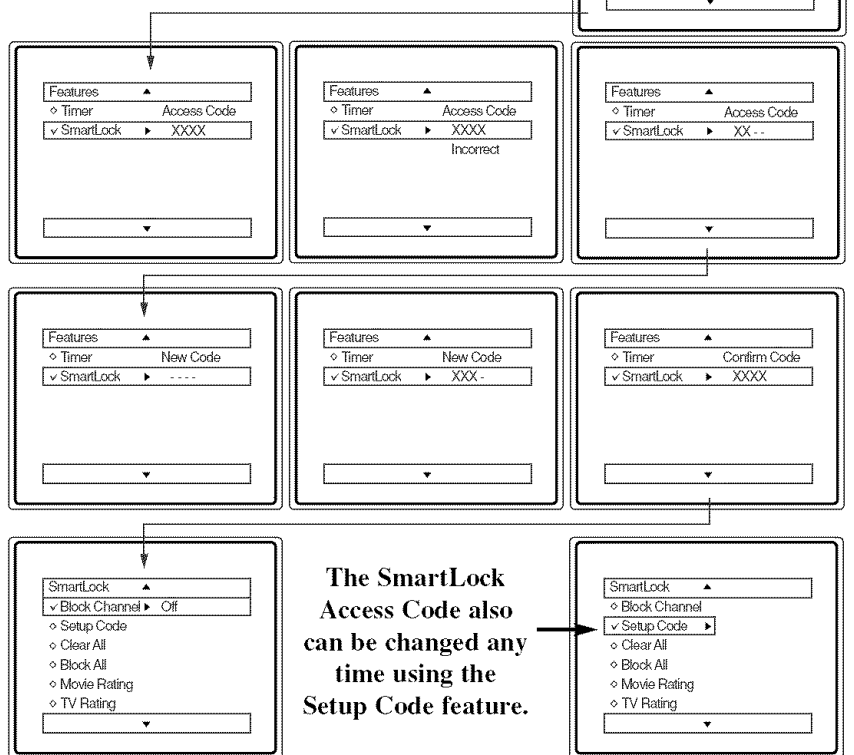 Features
Timer Access Code
SmartLock XXXX
Features
Timer Access Code
SmartLock XXXX
Incorrect
Features
Timer Access Code
SmartLock XX - -
Features
Timer New Code
SmartLock - - - -
Features
Timer New Code
SmartLock XXX -
Features
Timer Confirm Code
SmartLock XXXX
SmartLock
Block Channel Off
Setup Code
Clear All
Block All
Movie Rating
TV Rating
The SmartLock
Access Code also
can be changed any
time using the
Setup Code feature.
SmartLock
Block Channel
Setup Code
Clear All
Block All
Movie Rating
TV Rating